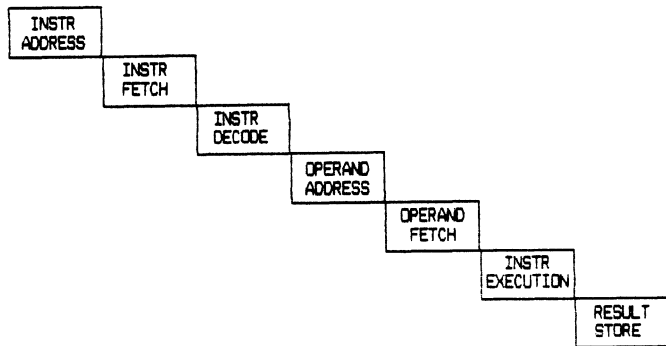 INSTR
ADDRESS
INSTR
FETCH
INSTR
DECODE
OPERAND
ADDRESS
OPERAND
FETCH
INSTR
EXECUTION
RESULT
STORE